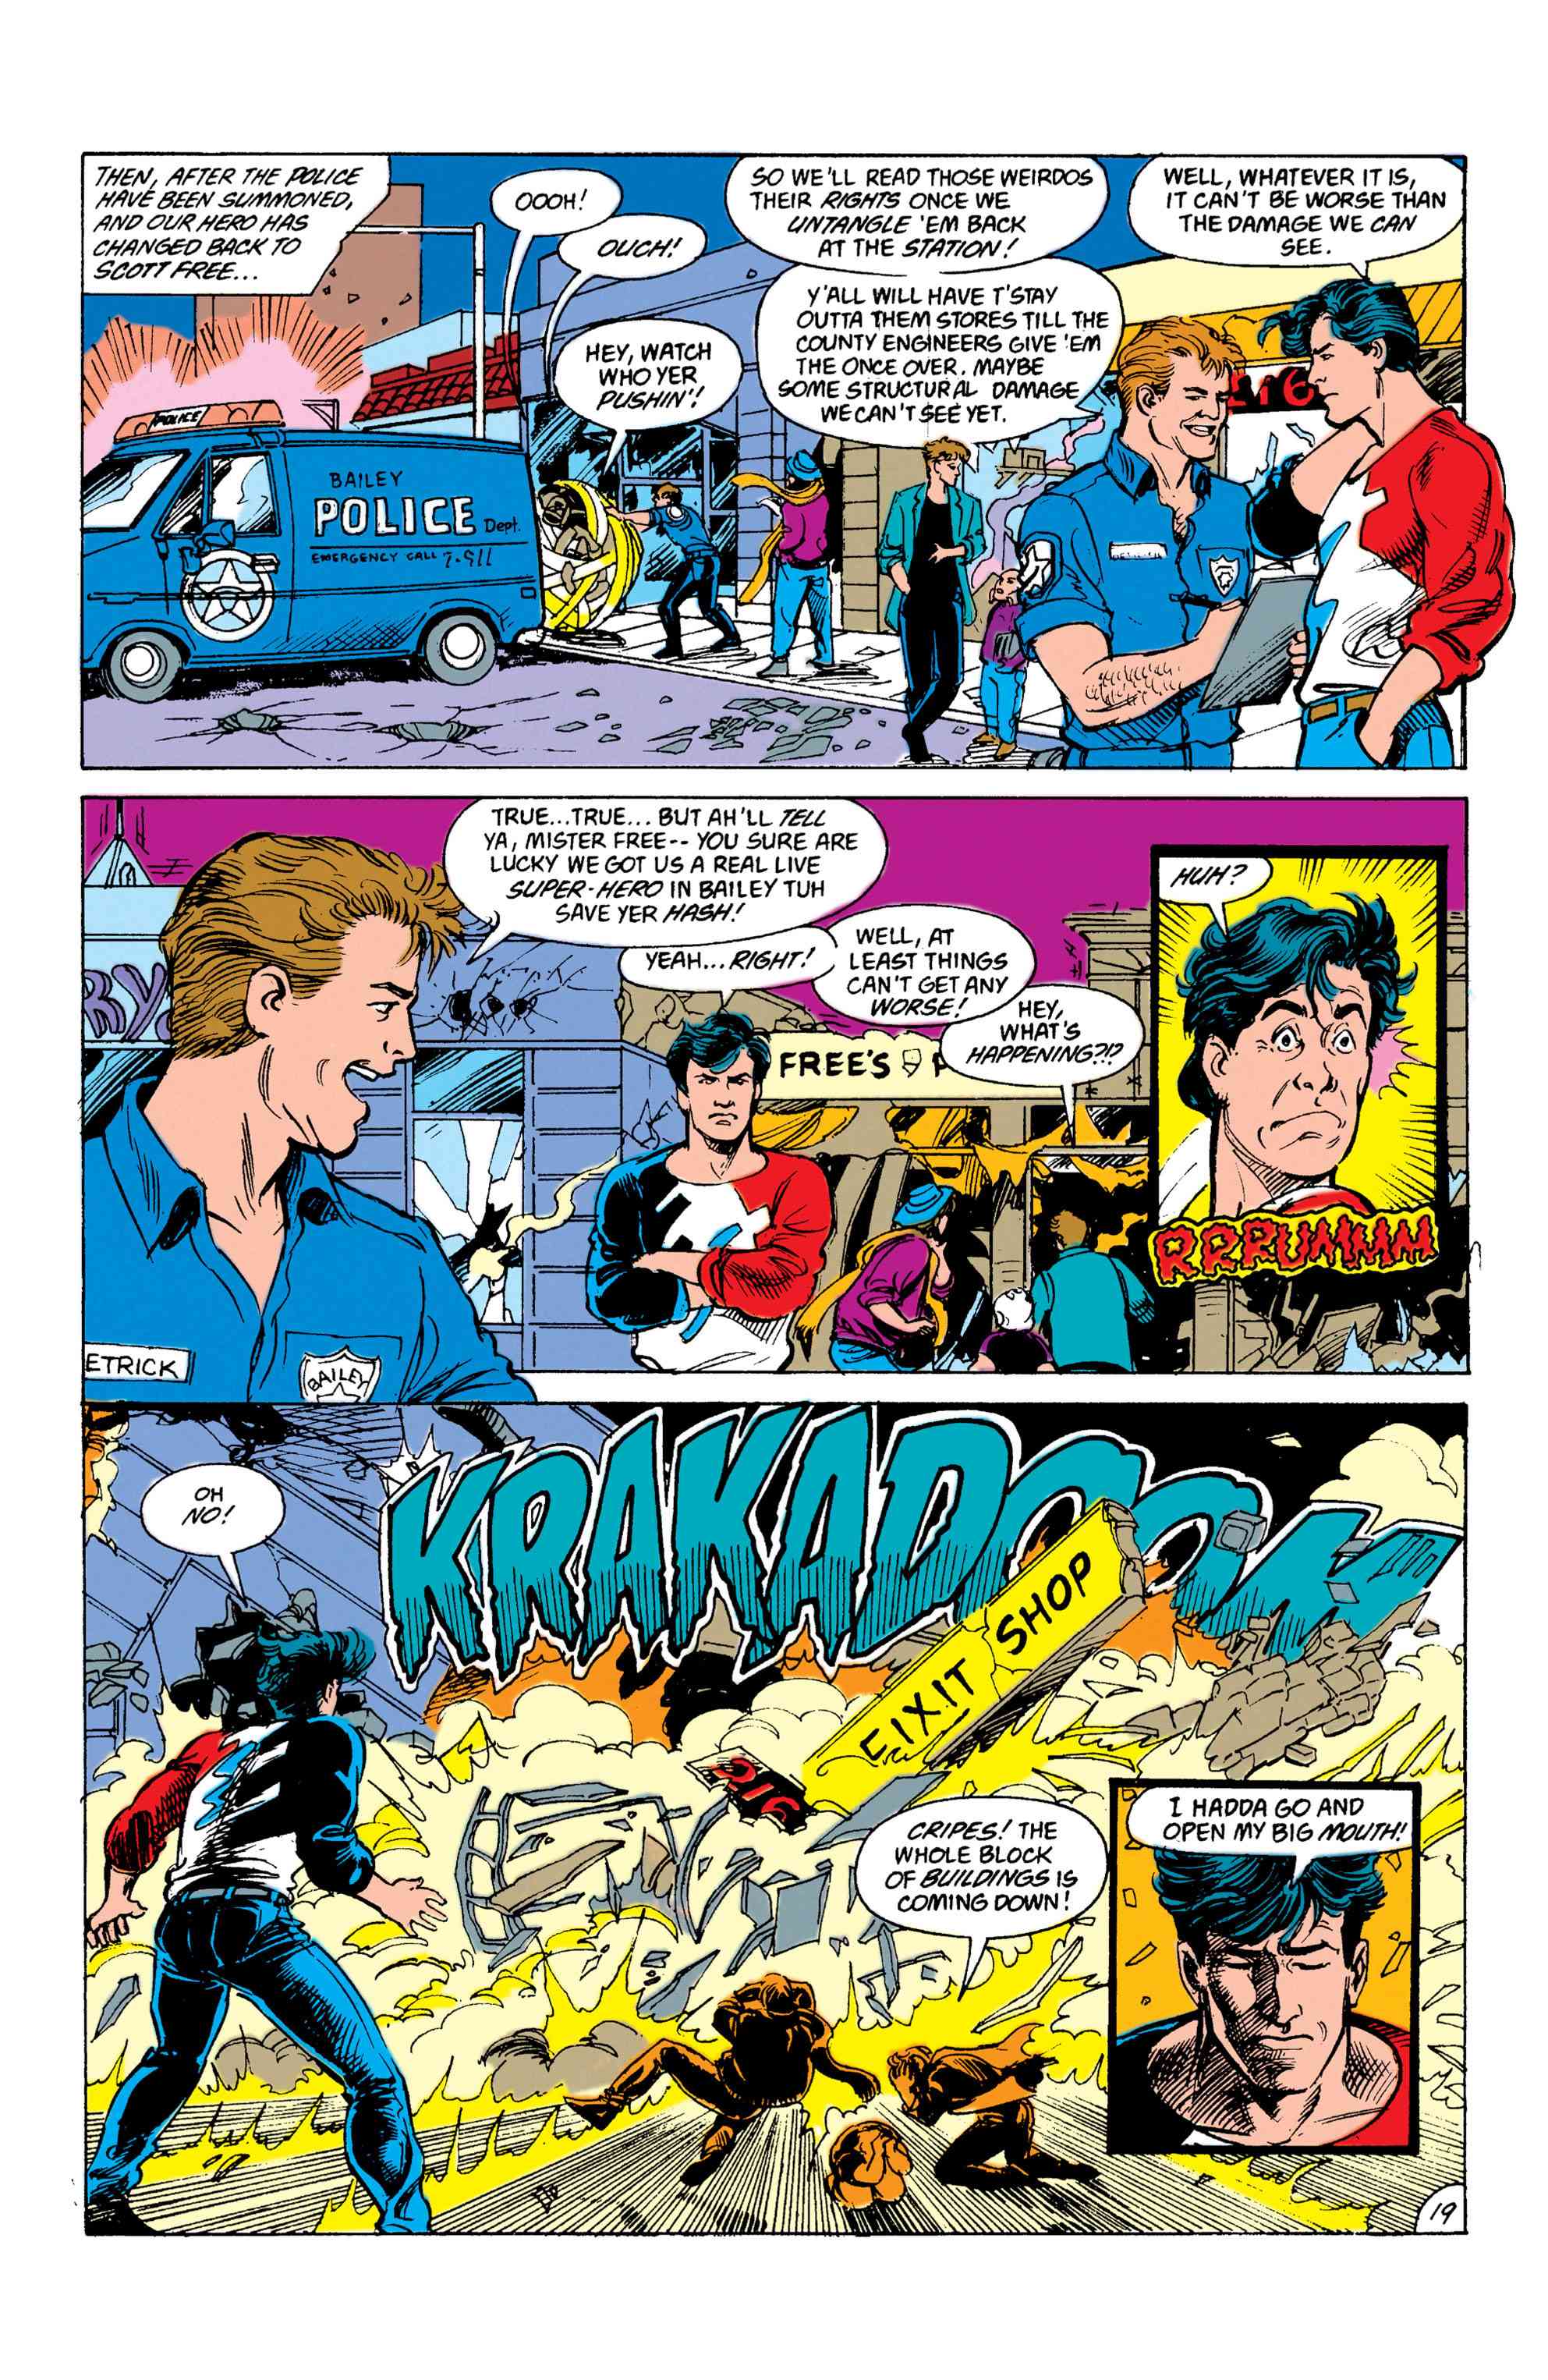 THEN, AFTER THE POLICE
HAVE BEEN SUMMONED,
AND OUR HERO HAS
CHANGED BACK TO
SCOTT FREE...
OOOH!
OUCH!
HEY, WATCH
WHO YER
PUSHIN'!
SO WE'LL READ THOSE WEIRDOS
THEIR RIGHTS ONCE WE
UNTANGLE 'EM BACK
AT THE STATION!
Y'ALL WILL HAVE T'STAY
OUTTA THEM STORES TILL THE
COUNTY ENGINEERS GIVE 'EM
THE ONCE OVER. MAYBE
SOME STRUCTURAL DAMAGE
WE CAN'T SEE YET.
WELL, WHATEVER IT IS,
IT CAN'T BE WORSE THAN
THE DAMAGE WE CAN
SEE.
POLICE
BAILEY
POLICE Dept.
EMERGENCY CALL 7-911
TRUE...TRUE... BUT AH'LL TELL
YA, MISTER FREE-- YOU SURE ARE
LUCKY WE GOT US A REAL LIVE
SUPER-HERO IN BAILEY TUH
SAVE YER HASH!
YEAH...RIGHT!
WELL, AT
LEAST THINGS
CAN'T GET ANY
WORSE!
HEY,
WHAT'S
HAPPENING?!?
HUH?
RY
FREE'S F
RRRUMMMM
ETRICK
BAILEY
OH
NO!
KRAKADOOM
FIXIT SHOP
CRIPES! THE
WHOLE BLOCK
OF BUILDINGS IS
COMING DOWN!
I HADDA GO AND
OPEN MY BIG MOUTH!
19